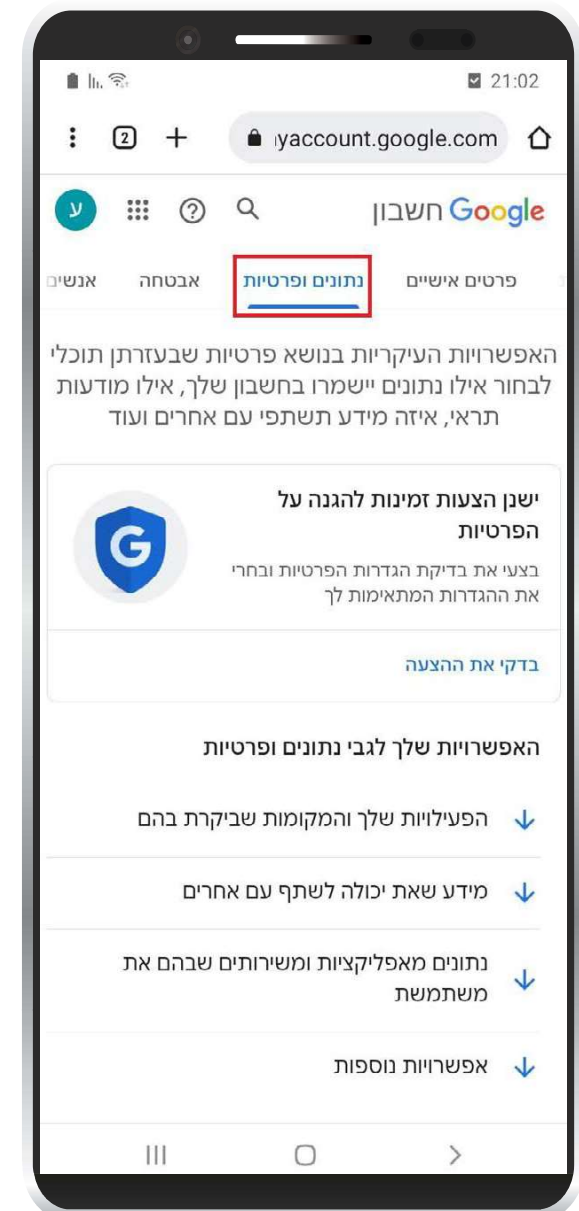 21:02
2
yaccount.google.com
חשבון Google
ע
פרטים אישיים נתונים ופרטיות אבטחה אנשים
האפשרויות העיקריות בנושא פרטיות שבעזרתן תוכלי
לבחור אילו נתונים יישמרו בחשבון שלך, אילו מודעות
תראי, איזה מידע תשתפי עם אחרים ועוד
ישנן הצעות זמינות להגנה על
הפרטיות
בצעי את בדיקת הגדרות הפרטיות ובחרי
את ההגדרות המתאימות לך
G
בדקי את ההצעה
האפשרויות שלך לגבי נתונים ופרטיות
הפעילויות שלך והמקומות שביקרת בהם
מידע שאת יכולה לשתף עם אחרים
נתונים מאפליקציות ומשירותים שבהם את
משתמשת
אפשרויות נוספות